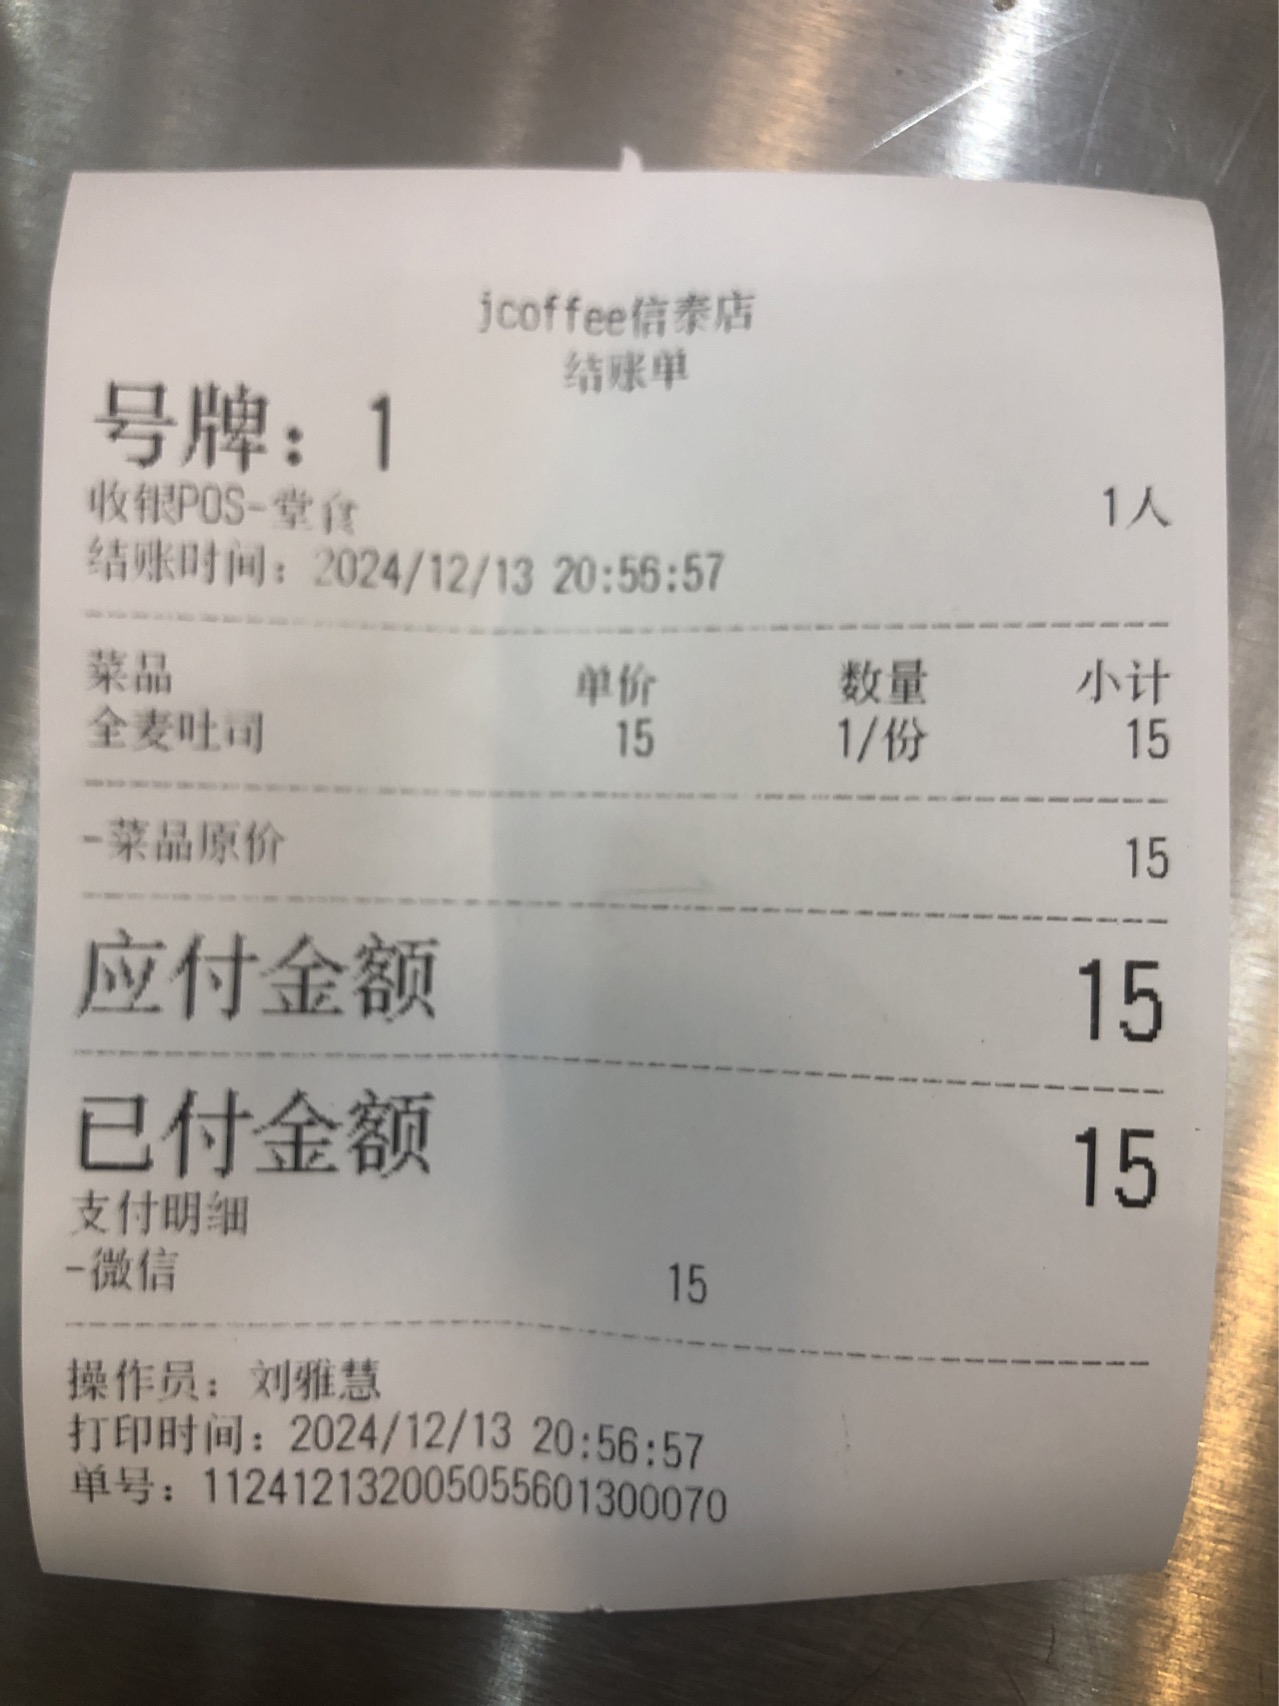 jcoffee信泰店
结账单
号牌：1
收银POS-堂食 1人
结账时间：2024/12/13 20:56:57
菜品 单价 数量 小计
全麦吐司 15 1/份 15
-菜品原价 15
应付金额 15
已付金额 15
支付明细
-微信 15
操作员：刘雅慧
打印时间：2024/12/13 20:56:57
单号：112412132005055601300070